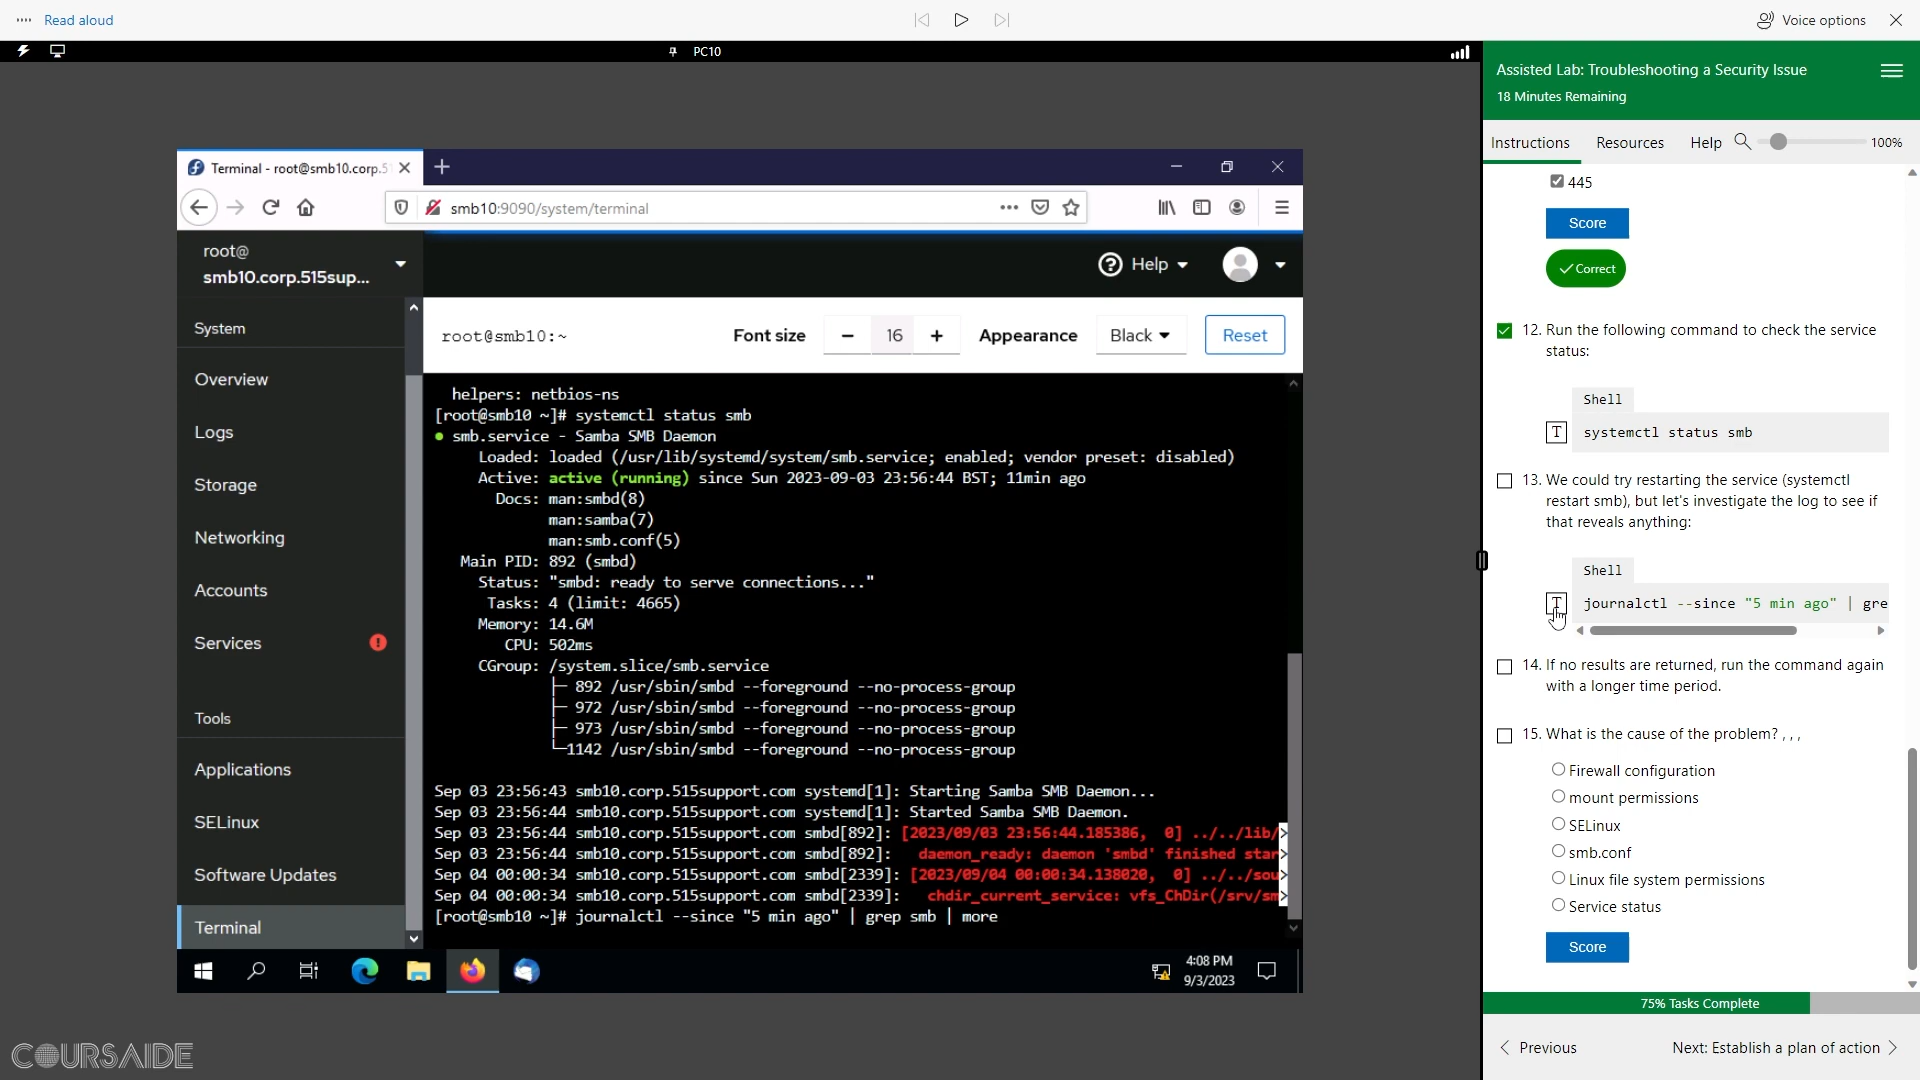 Read aloud
Voice options
PC10
Terminal - root@smb10.corp.5
smb10:9090/system/terminal
root@
smb10.corp.515sup...
Help
System
Overview
Logs
Storage
Networking
Accounts
Services
Tools
Applications
SELinux
Software Updates
Terminal
root@smb10:~
Font size
16
Appearance
Black
Reset
helpers: netbios-ns
[root@smb10 ~]# systemctl status smb
● smb.service - Samba SMB Daemon
Loaded: loaded (/usr/lib/systemd/system/smb.service; enabled; vendor preset: disabled)
Active: active (running) since Sun 2023-09-03 23:56:44 BST; 11min ago
Docs: man:smbd(8)
man:samba(7)
man:smb.conf(5)
Main PID: 892 (smbd)
Status: "smbd: ready to serve connections..."
Tasks: 4 (limit: 4665)
Memory: 14.6M
CPU: 502ms
CGroup: /system.slice/smb.service
├─ 892 /usr/sbin/smbd --foreground --no-process-group
├─ 972 /usr/sbin/smbd --foreground --no-process-group
├─ 973 /usr/sbin/smbd --foreground --no-process-group
└─1142 /usr/sbin/smbd --foreground --no-process-group
Sep 03 23:56:43 smb10.corp.515support.com systemd[1]: Starting Samba SMB Daemon...
Sep 03 23:56:44 smb10.corp.515support.com systemd[1]: Started Samba SMB Daemon.
Sep 03 23:56:44 smb10.corp.515support.com smbd[892]: [2023/09/03 23:56:44.185386,  0] ../../lib/>
Sep 03 23:56:44 smb10.corp.515support.com smbd[892]:   daemon_ready: daemon 'smbd' finished star>
Sep 04 00:00:34 smb10.corp.515support.com smbd[2339]: [2023/09/04 00:00:34.138020,  0] ../../sou>
Sep 04 00:00:34 smb10.corp.515support.com smbd[2339]:   chdir_current_service: vfs_ChDir(/srv/sm>
[root@smb10 ~]# journalctl --since "5 min ago" | grep smb | more
4:08 PM
9/3/2023
COURSAIDE
Assisted Lab: Troubleshooting a Security Issue
18 Minutes Remaining
Instructions
Resources
Help
100%
445
Score
Correct
12. Run the following command to check the service
status:
Shell
T
systemctl status smb
13. We could try restarting the service (systemctl
restart smb), but let's investigate the log to see if
that reveals anything:
Shell
T
journalctl --since "5 min ago" | gre
14. If no results are returned, run the command again
with a longer time period.
15. What is the cause of the problem? , , ,
Firewall configuration
mount permissions
SELinux
smb.conf
Linux file system permissions
Service status
Score
75% Tasks Complete
Previous
Next: Establish a plan of action